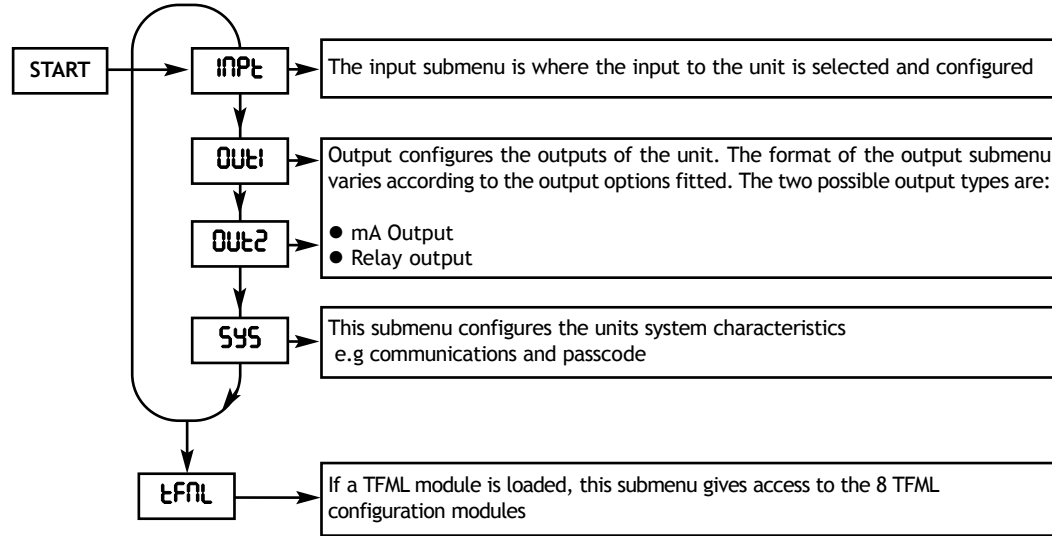 START
INPt
The input submenu is where the input to the unit is selected and configured
OUt1
Output configures the outputs of the unit. The format of the output submenu
varies according to the output options fitted. The two possible output types are:
OUt2
● mA Output
● Relay output
SYS
This submenu configures the units system characteristics
e.g communications and passcode
tFML
If a TFML module is loaded, this submenu gives access to the 8 TFML
configuration modules